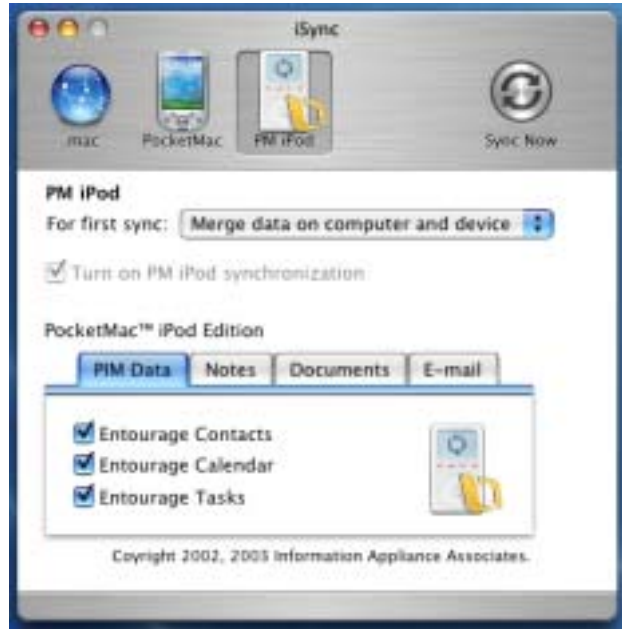 iSync
.mac
PocketMac
PM iPod
Sync Now
PM iPod
For first sync: Merge data on computer and device
Turn on PM iPod synchronization
PocketMac™ iPod Edition
PIM Data Notes Documents E-mail
Entourage Contacts
Entourage Calendar
Entourage Tasks
Coyright 2002, 2003 Information Appliance Associates.